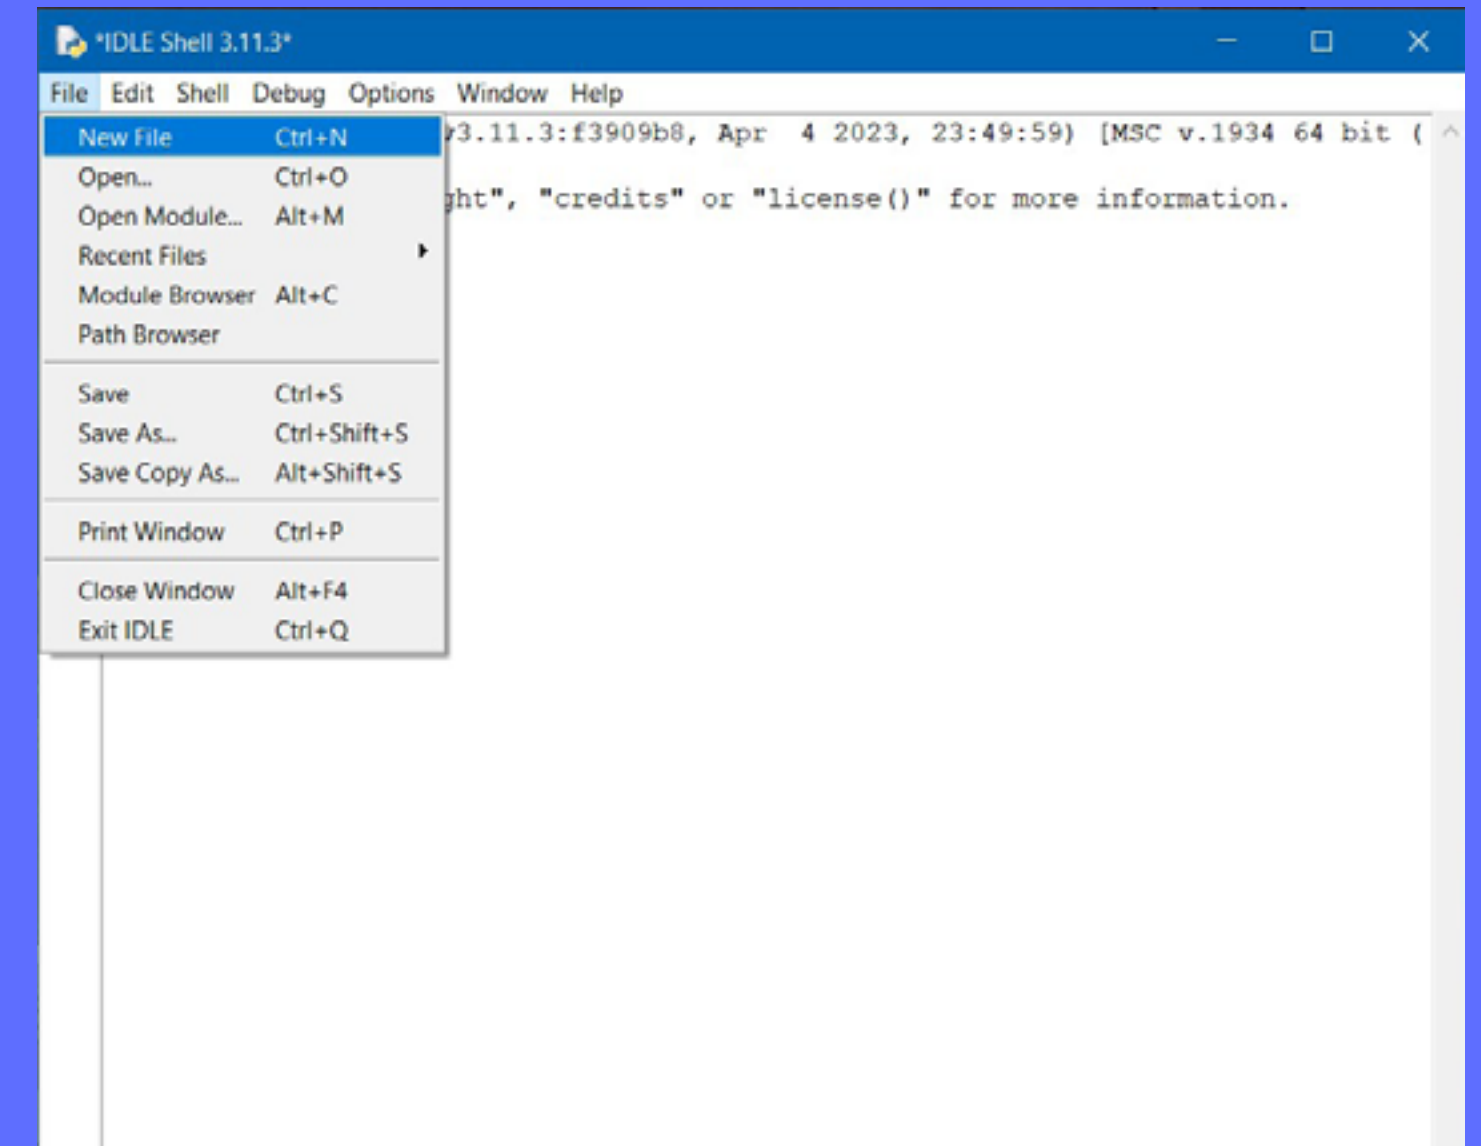 *IDLE Shell 3.11.3*
File Edit Shell Debug Options Window Help
New File Ctrl+N
Open... Ctrl+O
Open Module... Alt+M
Recent Files
Module Browser Alt+C
Path Browser
Save Ctrl+S
Save As... Ctrl+Shift+S
Save Copy As... Alt+Shift+S
Print Window Ctrl+P
Close Window Alt+F4
Exit IDLE Ctrl+Q
v3.11.3:f3909b8, Apr 4 2023, 23:49:59) [MSC v.1934 64 bit (
ght", "credits" or "license()" for more information.